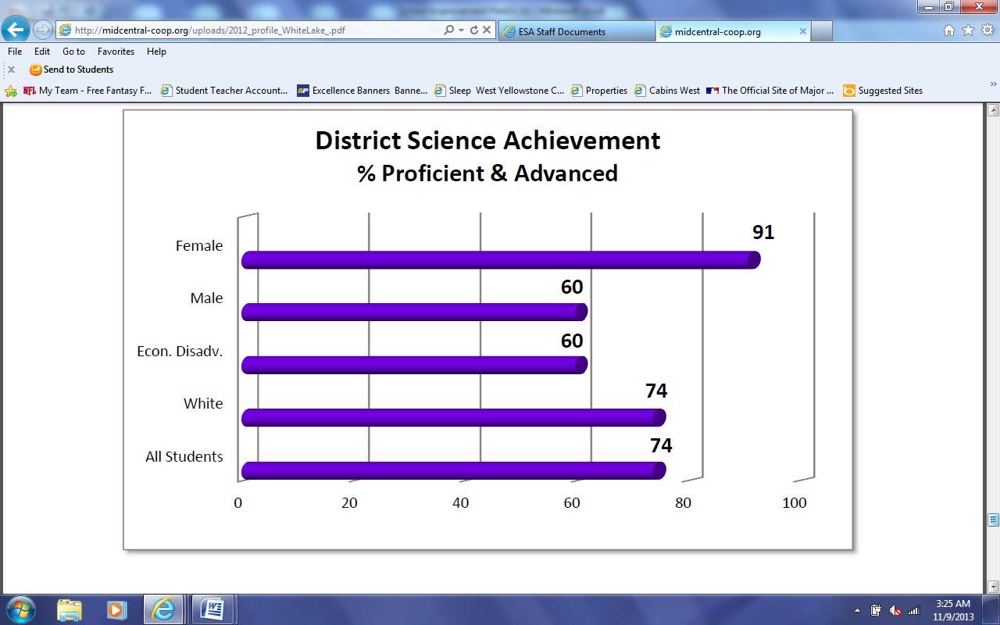 http://midcentral-coop.org/uploads/2012_profile_WhiteLake_.pdf
ESA Staff Documents
midcentral-coop.org
File Edit Go to Favorites Help
x Send to Students
NFL My Team - Free Fantasy F... Student Teacher Account... SP Excellence Banners Banne... Sleep West Yellowstone C... Properties Cabins West The Official Site of Major ... Suggested Sites
District Science Achievement
% Proficient & Advanced
Female 91
Male 60
Econ. Disadv. 60
White 74
All Students 74
0 20 40 60 80 100
3:25 AM
11/9/2013